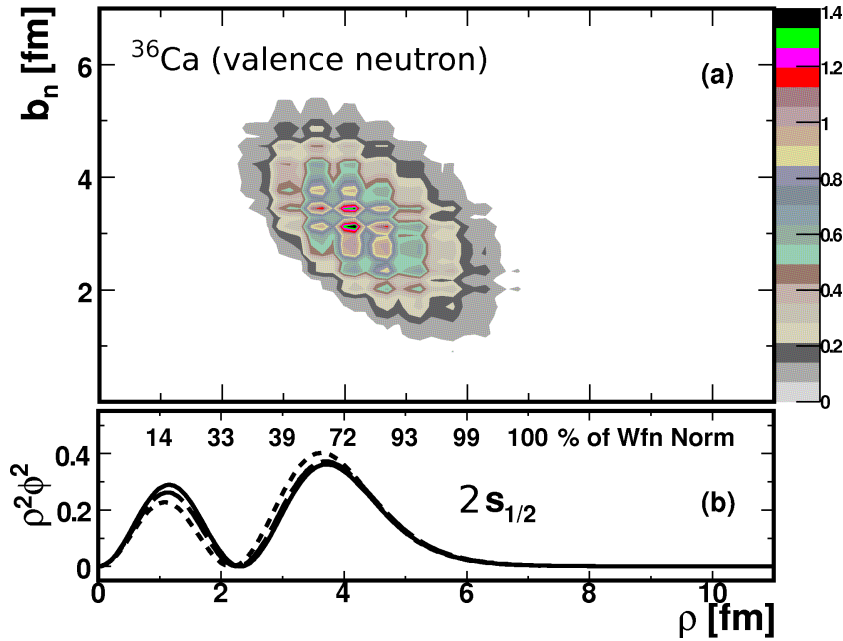 b_n [fm]
6
4
2
³⁶Ca (valence neutron)
(a)
1.4
1.2
1
0.8
0.6
0.4
0.2
0
14 33 39 72 93 99 100 % of Wfn Norm
ρ²ϕ²
0.4
0.2
0
2s_{1/2}
(b)
0 2 4 6 8 10
ρ [fm]